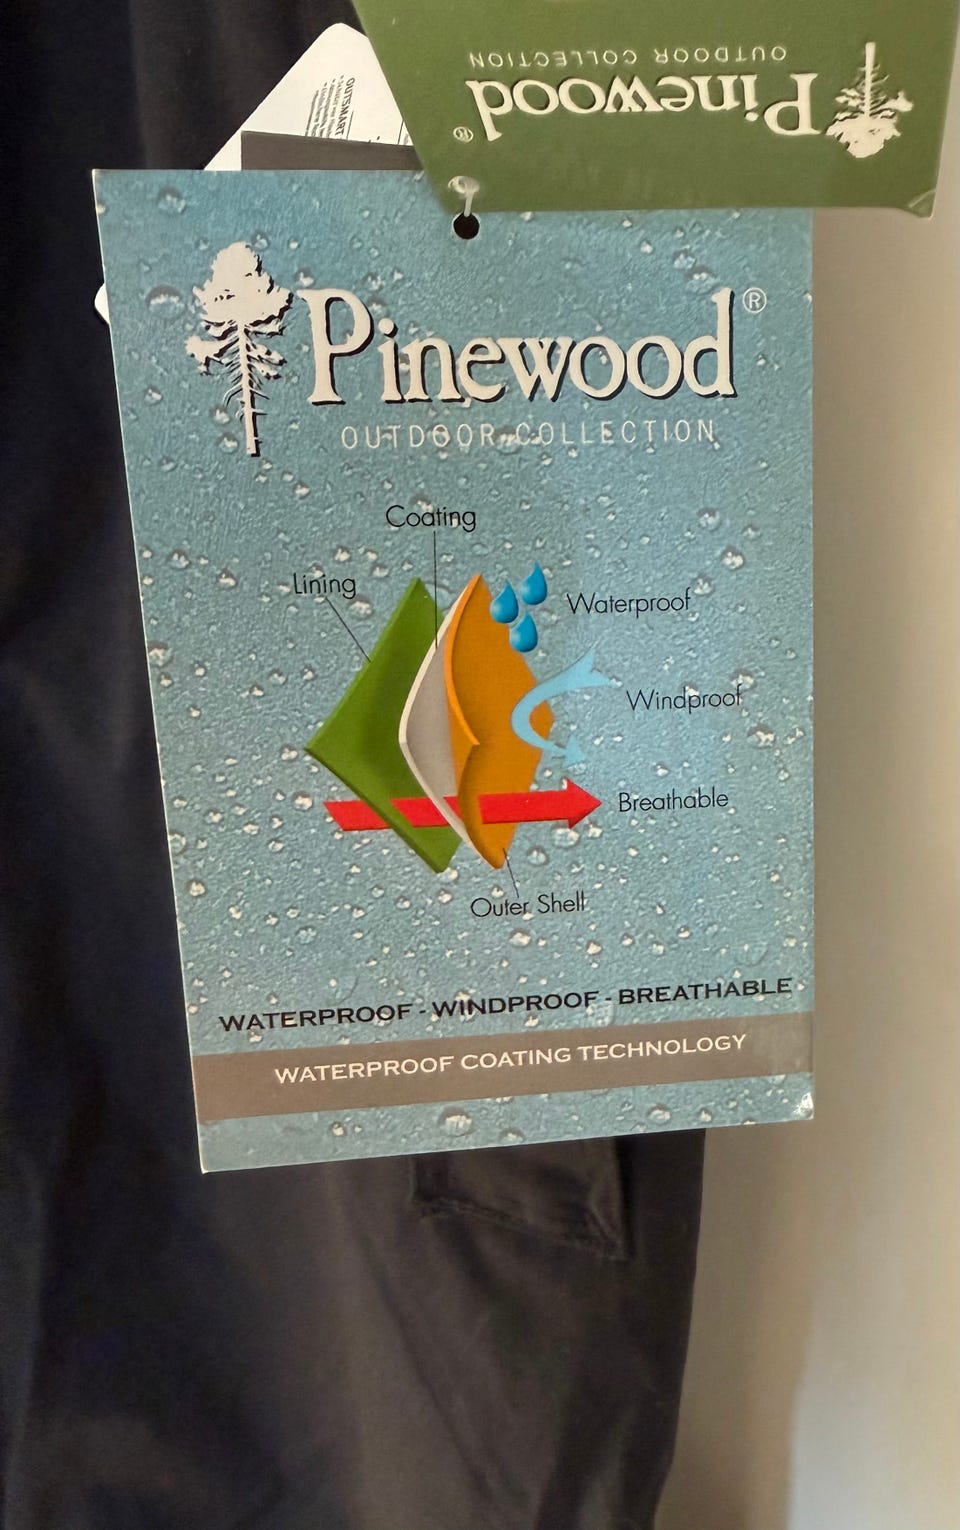 Pinewood®
OUTDOOR COLLECTION
OUTSMART
Pinewood®
OUTDOOR COLLECTION
Coating
Lining
Waterproof
Windproof
Breathable
Outer Shell
WATERPROOF - WINDPROOF - BREATHABLE
WATERPROOF COATING TECHNOLOGY